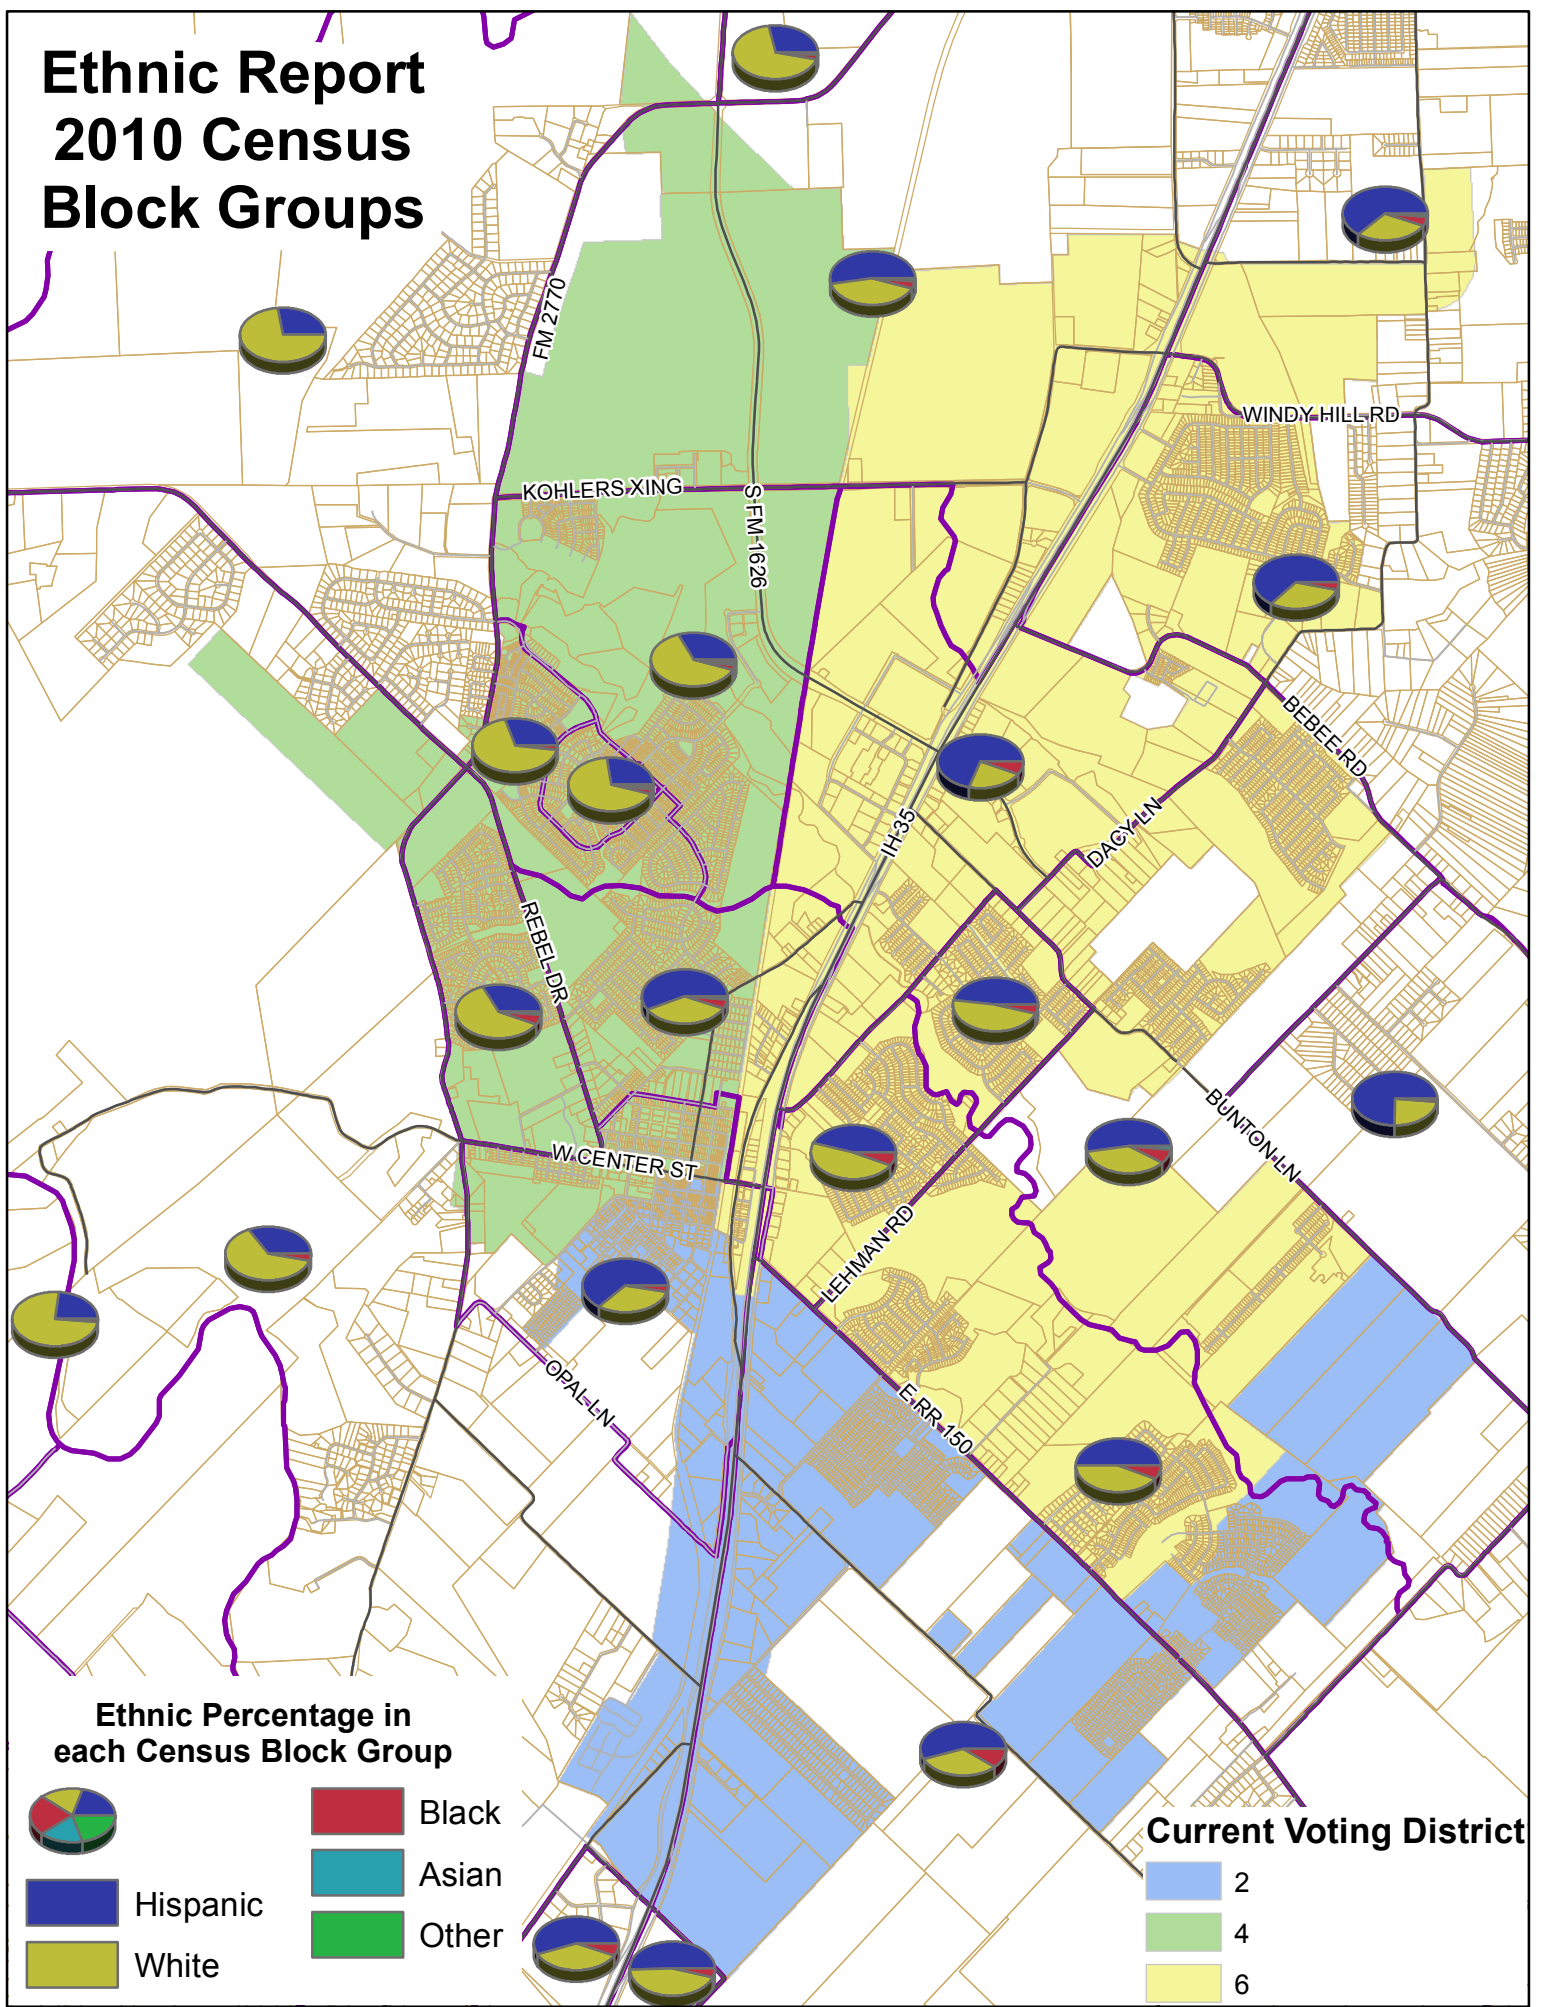 Ethnic Report
2010 Census
Block Groups
FM 2770
WINDY HILL RD
KOHLERS XING
S FM 1626
BEBEE RD
IH-35
DACY LN
REBEL DR
BUNTON LN
W CENTER ST
LEHMAN RD
OPAL LN
E RR 150
Ethnic Percentage in
each Census Block Group
Hispanic
White
Black
Asian
Other
Current Voting District
2
4
6